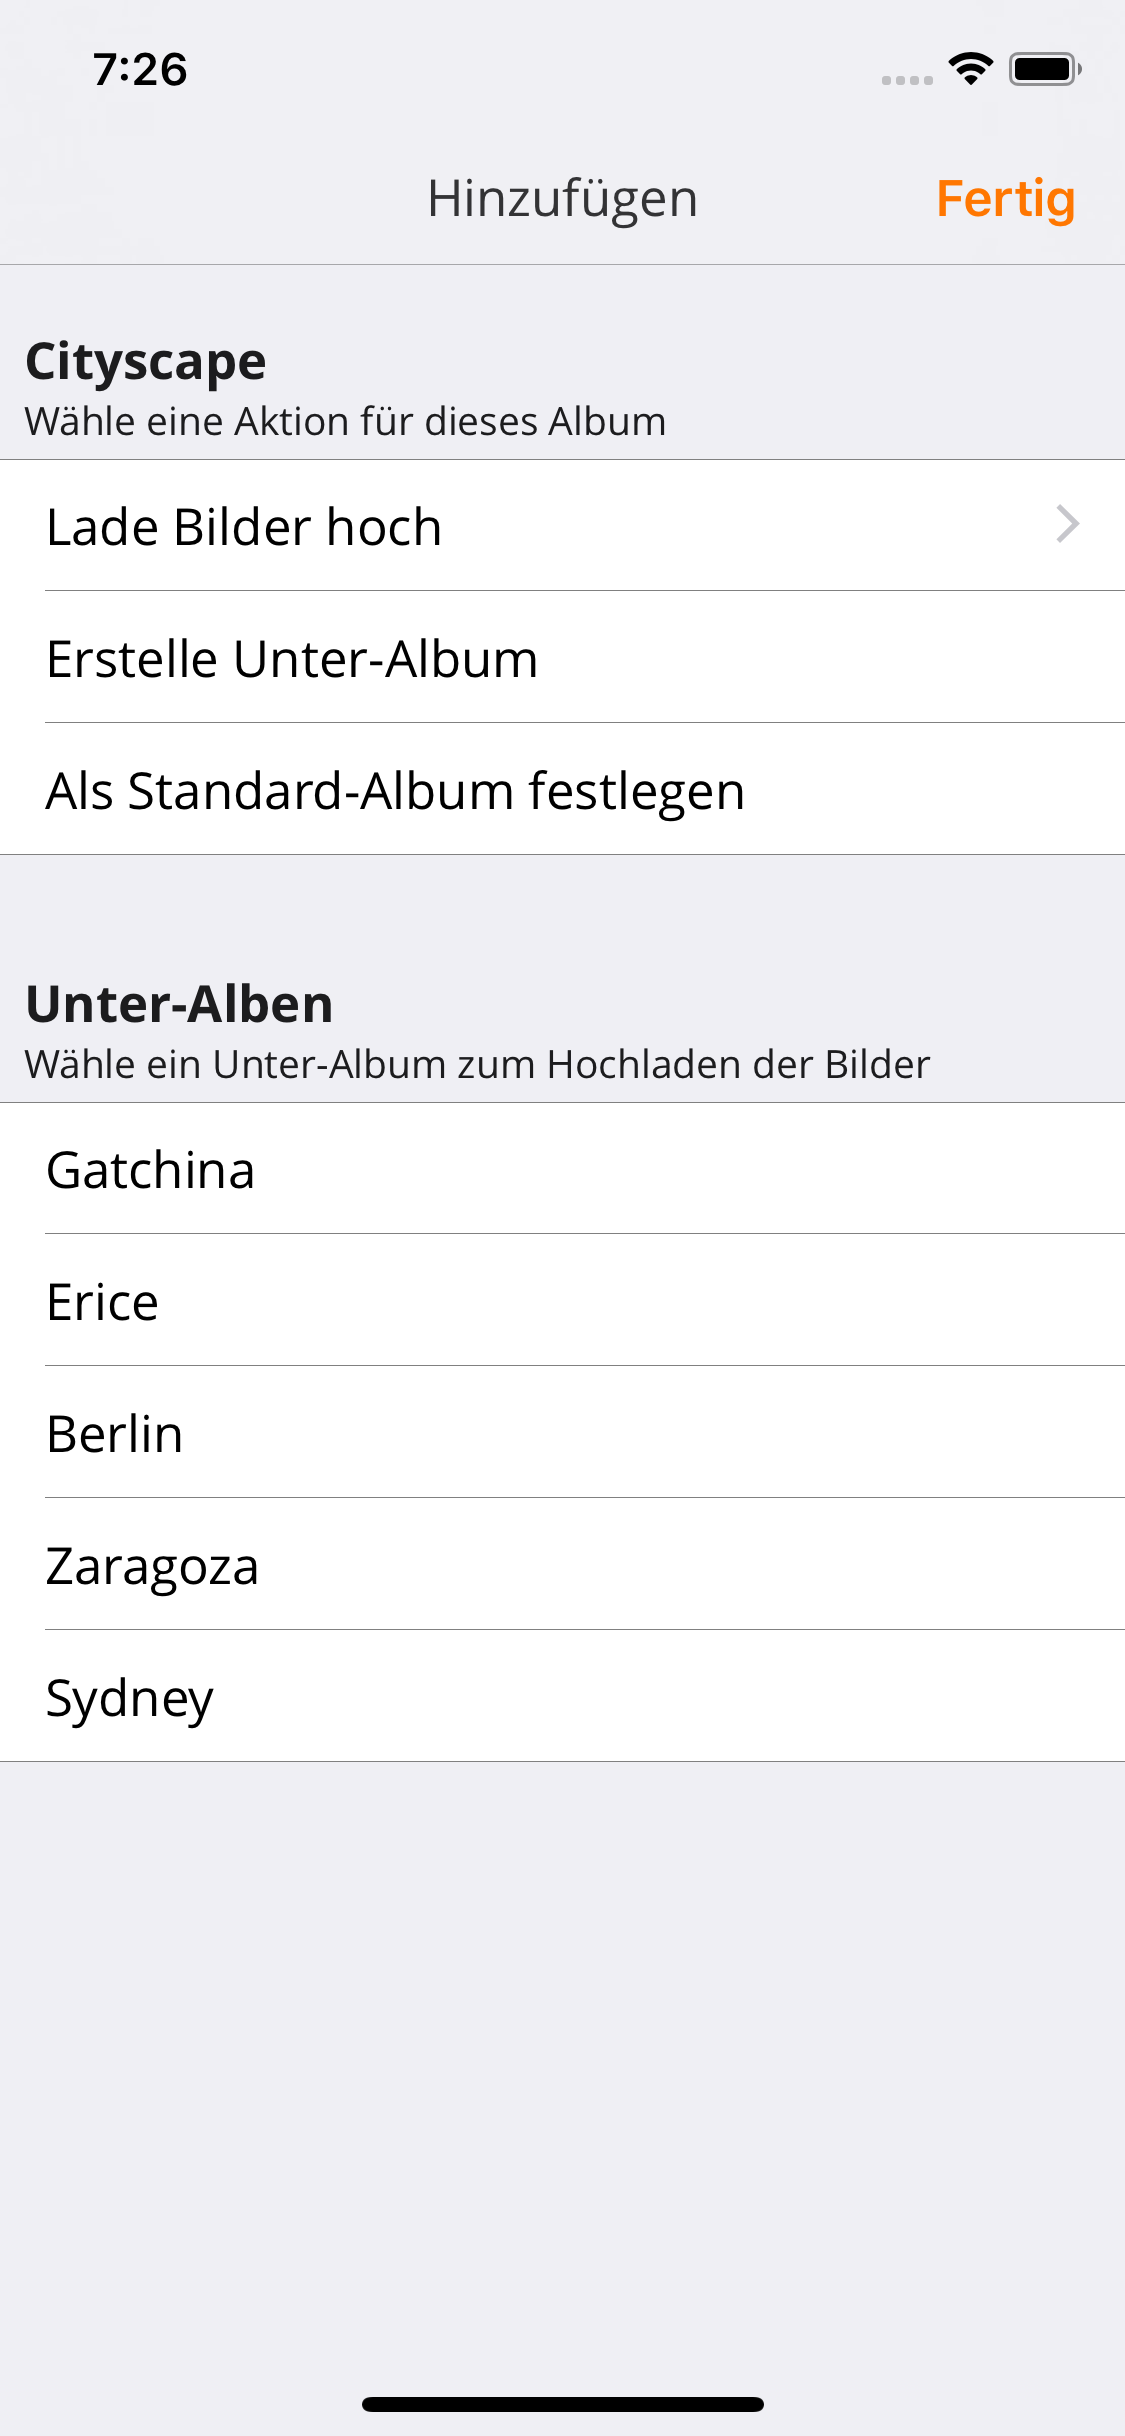 7:26
Hinzufügen
Fertig
Cityscape
Wähle eine Aktion für dieses Album
Lade Bilder hoch
Erstelle Unter-Album
Als Standard-Album festlegen
Unter-Alben
Wähle ein Unter-Album zum Hochladen der Bilder
Gatchina
Erice
Berlin
Zaragoza
Sydney